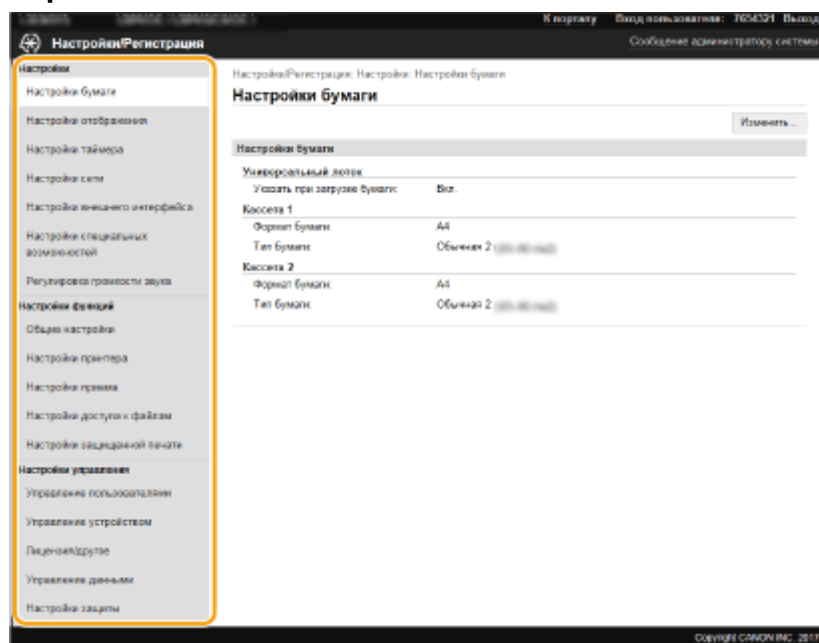 К порталу Вход пользователя: 7654321 Выход
Настройки/Регистрация
Сообщение администратору системы
Настройки
Настройки бумаги
Настройки отображения
Настройки таймера
Настройки сети
Настройки внешнего интерфейса
Настройки специальных
возможностей
Регулировка громкости звука
Настройки функций
Общие настройки
Настройки принтера
Настройки приема
Настройки доступа к файлам
Настройки защищенной печати
Настройки управления
Управление пользователями
Управление устройством
Лицензия/другое
Управление данными
Настройки защиты
Настройки/Регистрация: Настройки: Настройки бумаги
Настройки бумаги
Изменить...
Настройки бумаги
Универсальный лоток
Указать при загрузке бумаги: Вкл.
Кассета 1
Формат бумаги: A4
Тип бумаги: Обычная 2
Кассета 2
Формат бумаги: A4
Тип бумаги: Обычная 2
Copyright CANON INC. 2017